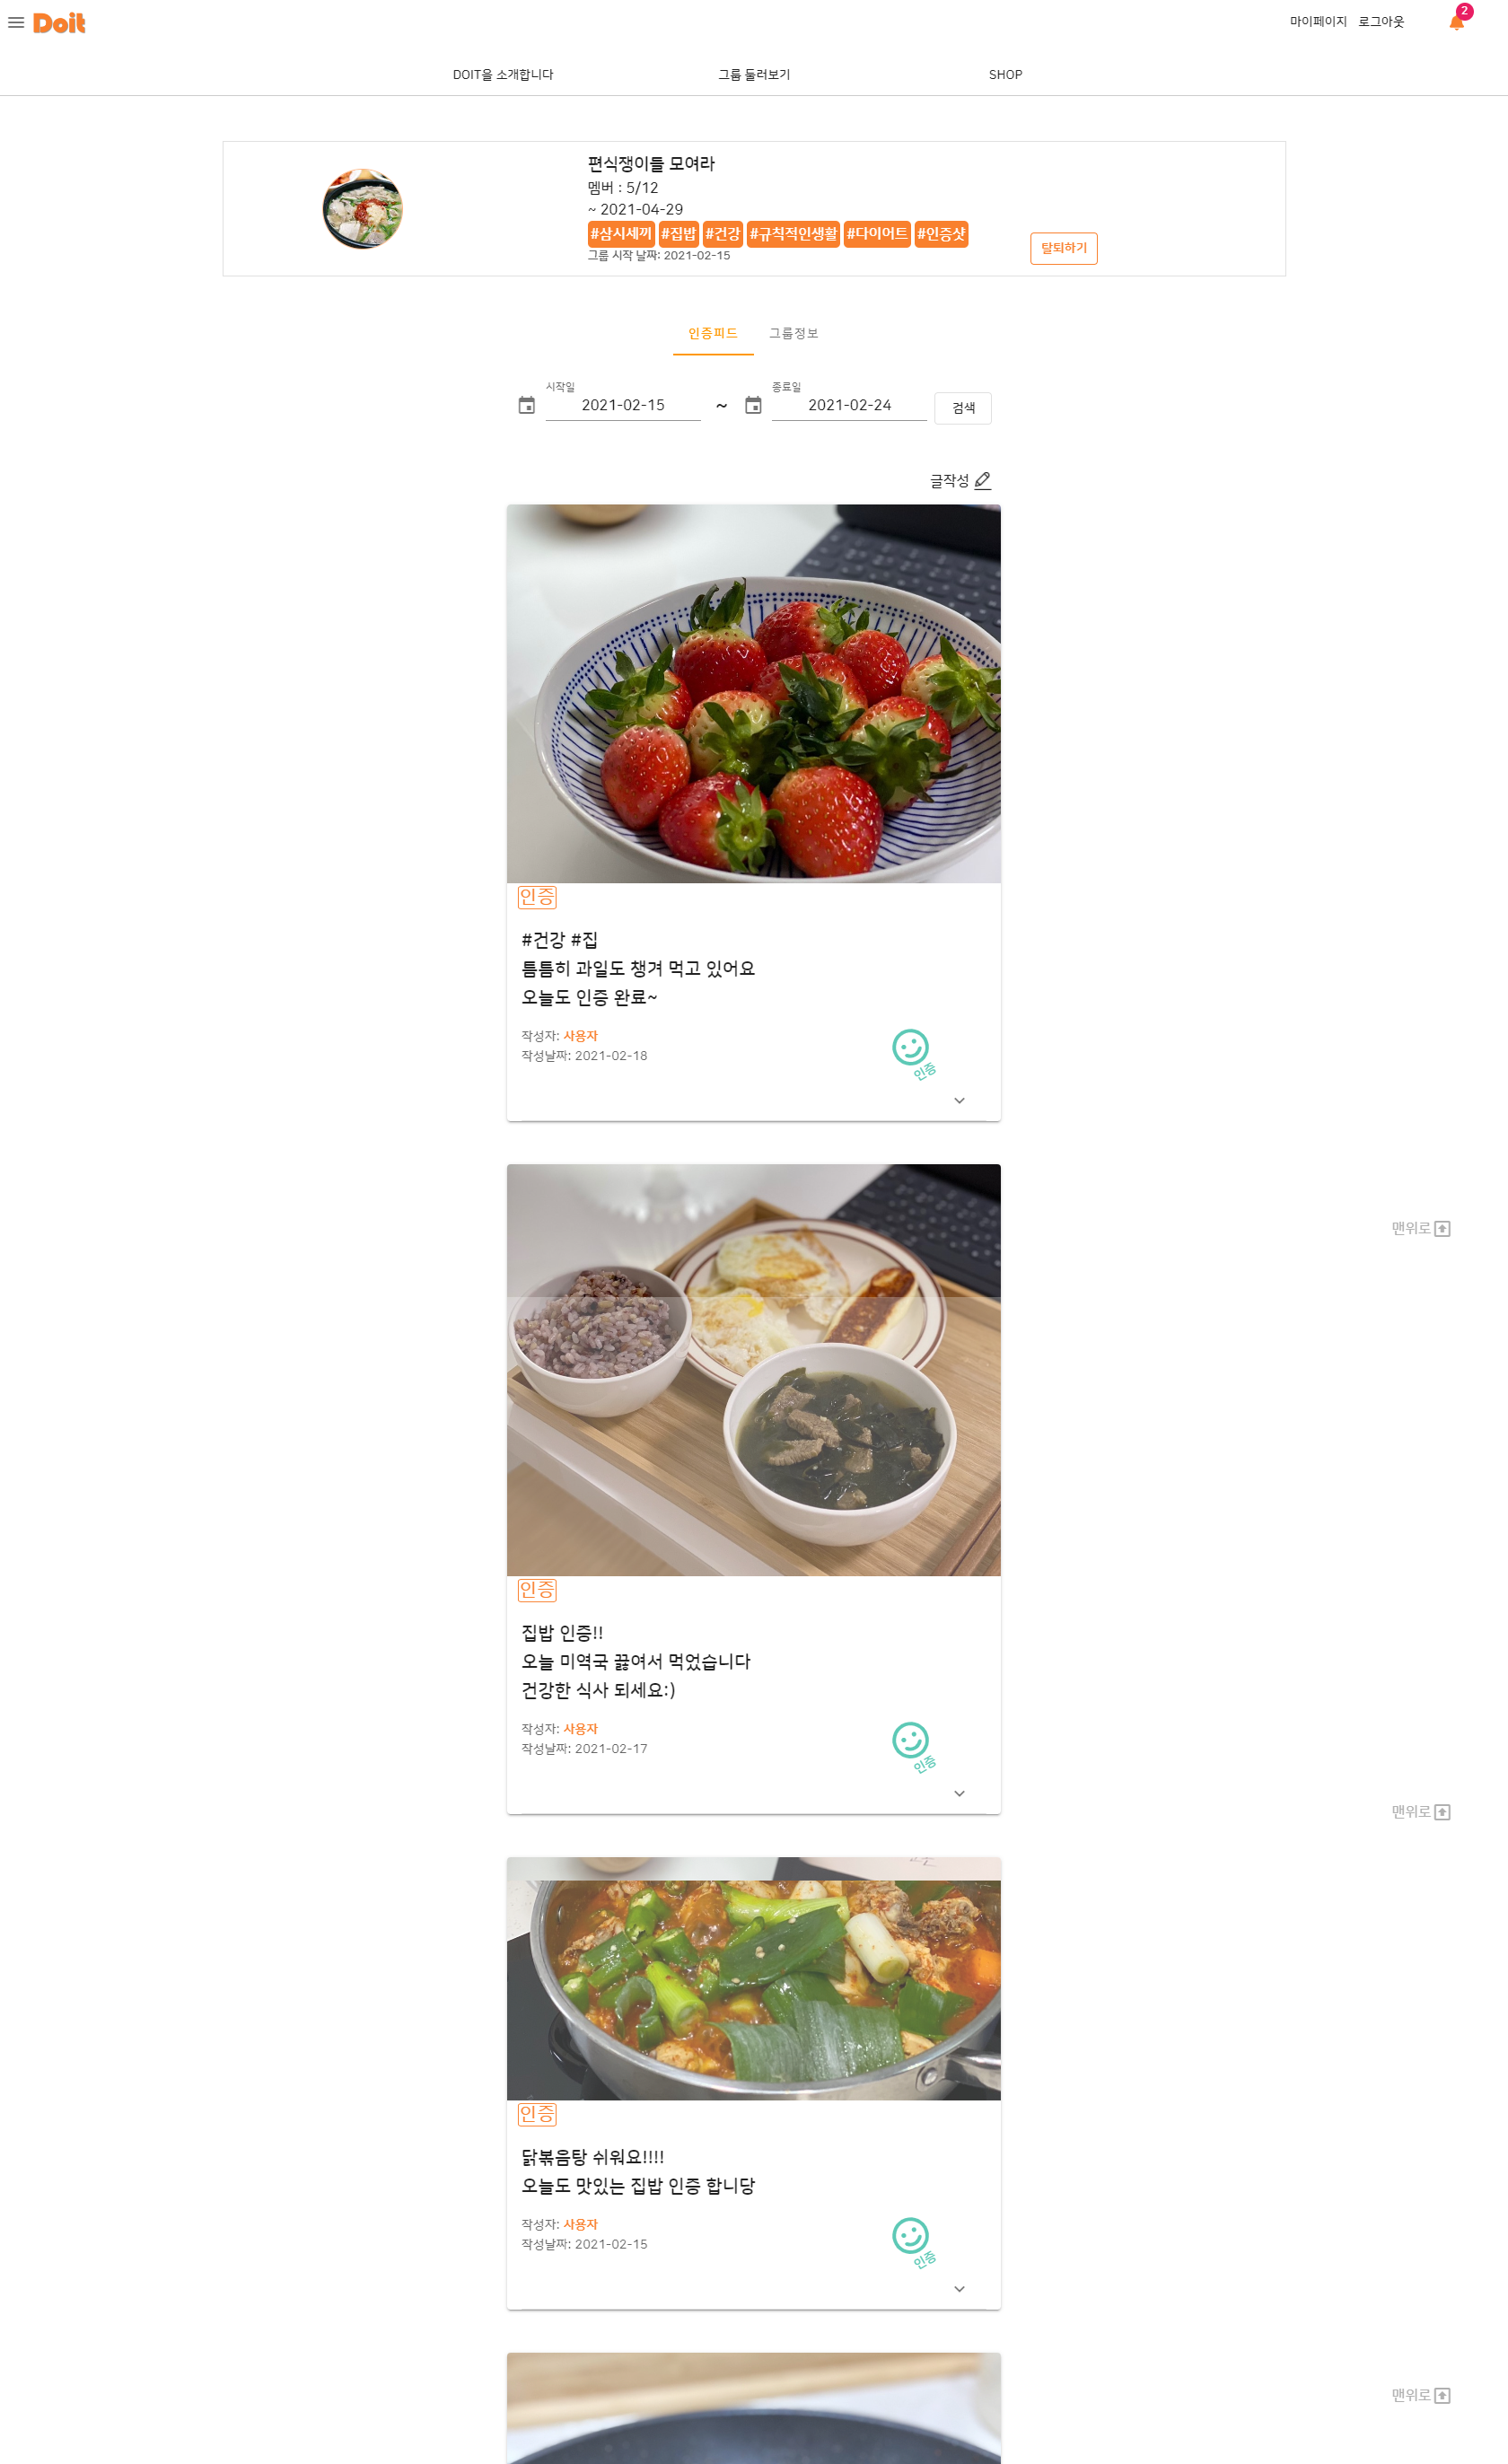 Doit
마이페이지 로그아웃 2
DOIT을 소개합니다 그룹 둘러보기 SHOP
편식쟁이들 모여라
멤버 : 5/12
~ 2021-04-29
#삼시세끼 #집밥 #건강 #규칙적인생활 #다이어트 #인증샷
그룹 시작 날짜: 2021-02-15
탈퇴하기
인증피드 그룹정보
시작일 종료일
2021-02-15 ~ 2021-02-24 검색
글작성
인증
#건강 #집
틈틈히 과일도 챙겨 먹고 있어요
오늘도 인증 완료~
작성자: 사용자
작성날짜: 2021-02-18
인증
맨위로
인증
집밥 인증!!
오늘 미역국 끓여서 먹었습니다
건강한 식사 되세요:)
작성자: 사용자
작성날짜: 2021-02-17
인증
맨위로
인증
닭볶음탕 쉬워요!!!!
오늘도 맛있는 집밥 인증 합니당
작성자: 사용자
작성날짜: 2021-02-15
인증
맨위로